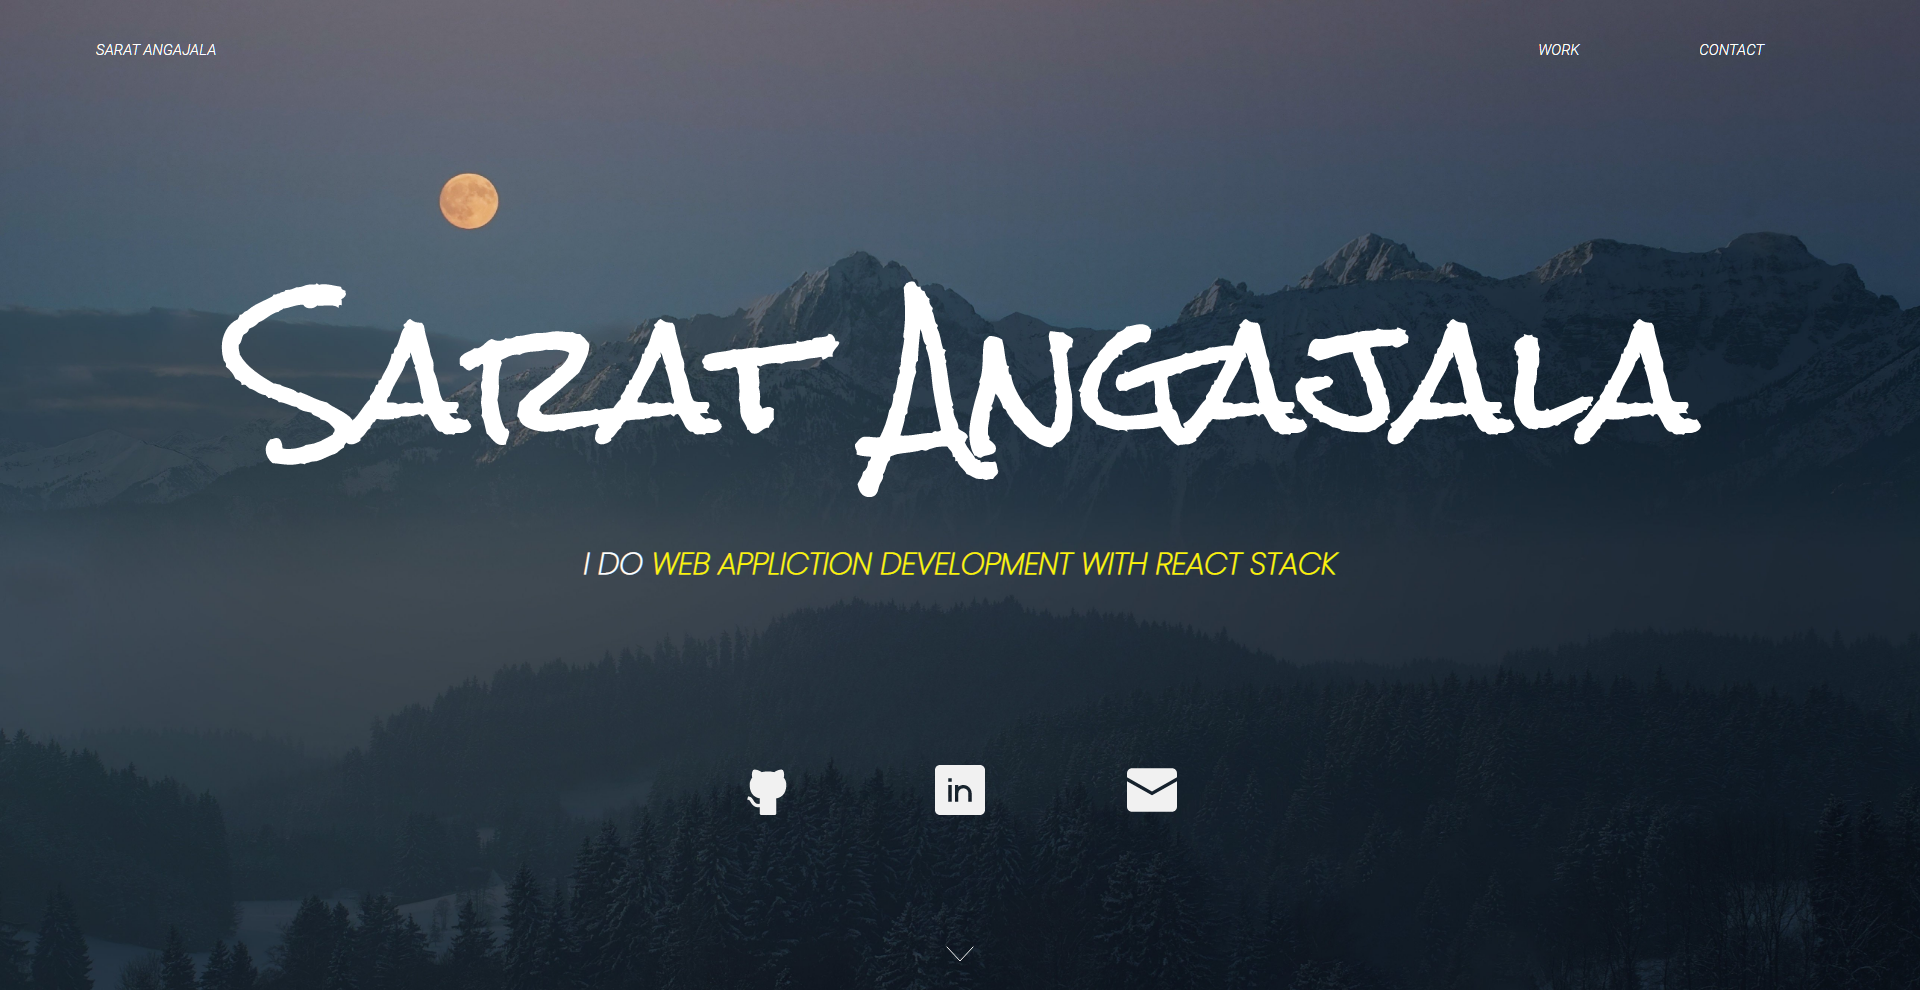 SARAT ANGAJALA
WORK
CONTACT
SARAT ANGAJALA
I DO WEB APPLICTION DEVELOPMENT WITH REACT STACK
in